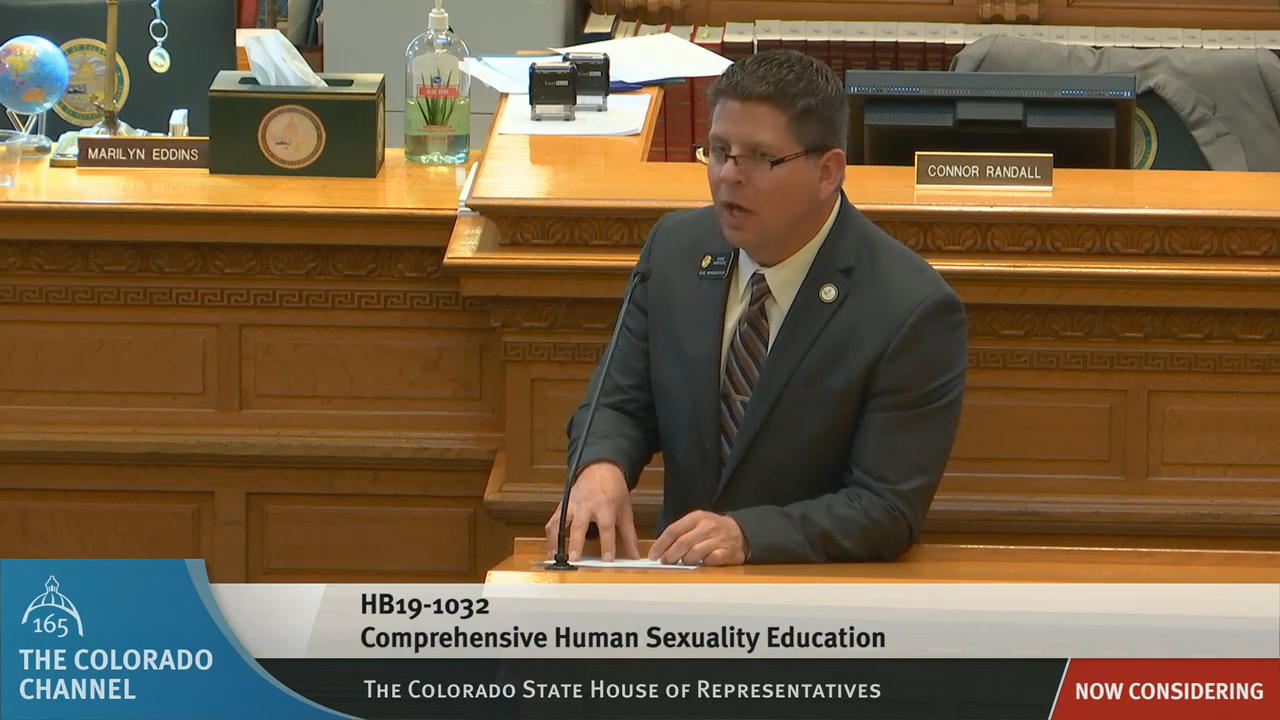 MARILYN EDDINS
CONNOR RANDALL
165
THE COLORADO
CHANNEL
HB19-1032
Comprehensive Human Sexuality Education
THE COLORADO STATE HOUSE OF REPRESENTATIVES
NOW CONSIDERING